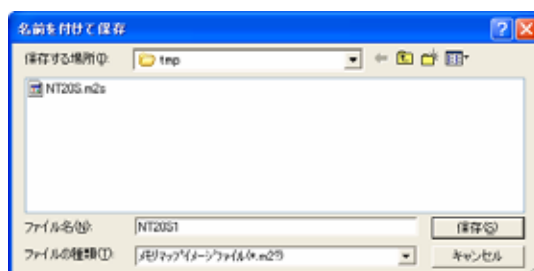 名前を付けて保存
保存する場所(I):
tmp
NT20S.m2s
ファイル名(N):
NT20S1
保存(S)
ファイルの種類(T):
メモリマップイメージファイル(*.m2?)
キャンセル